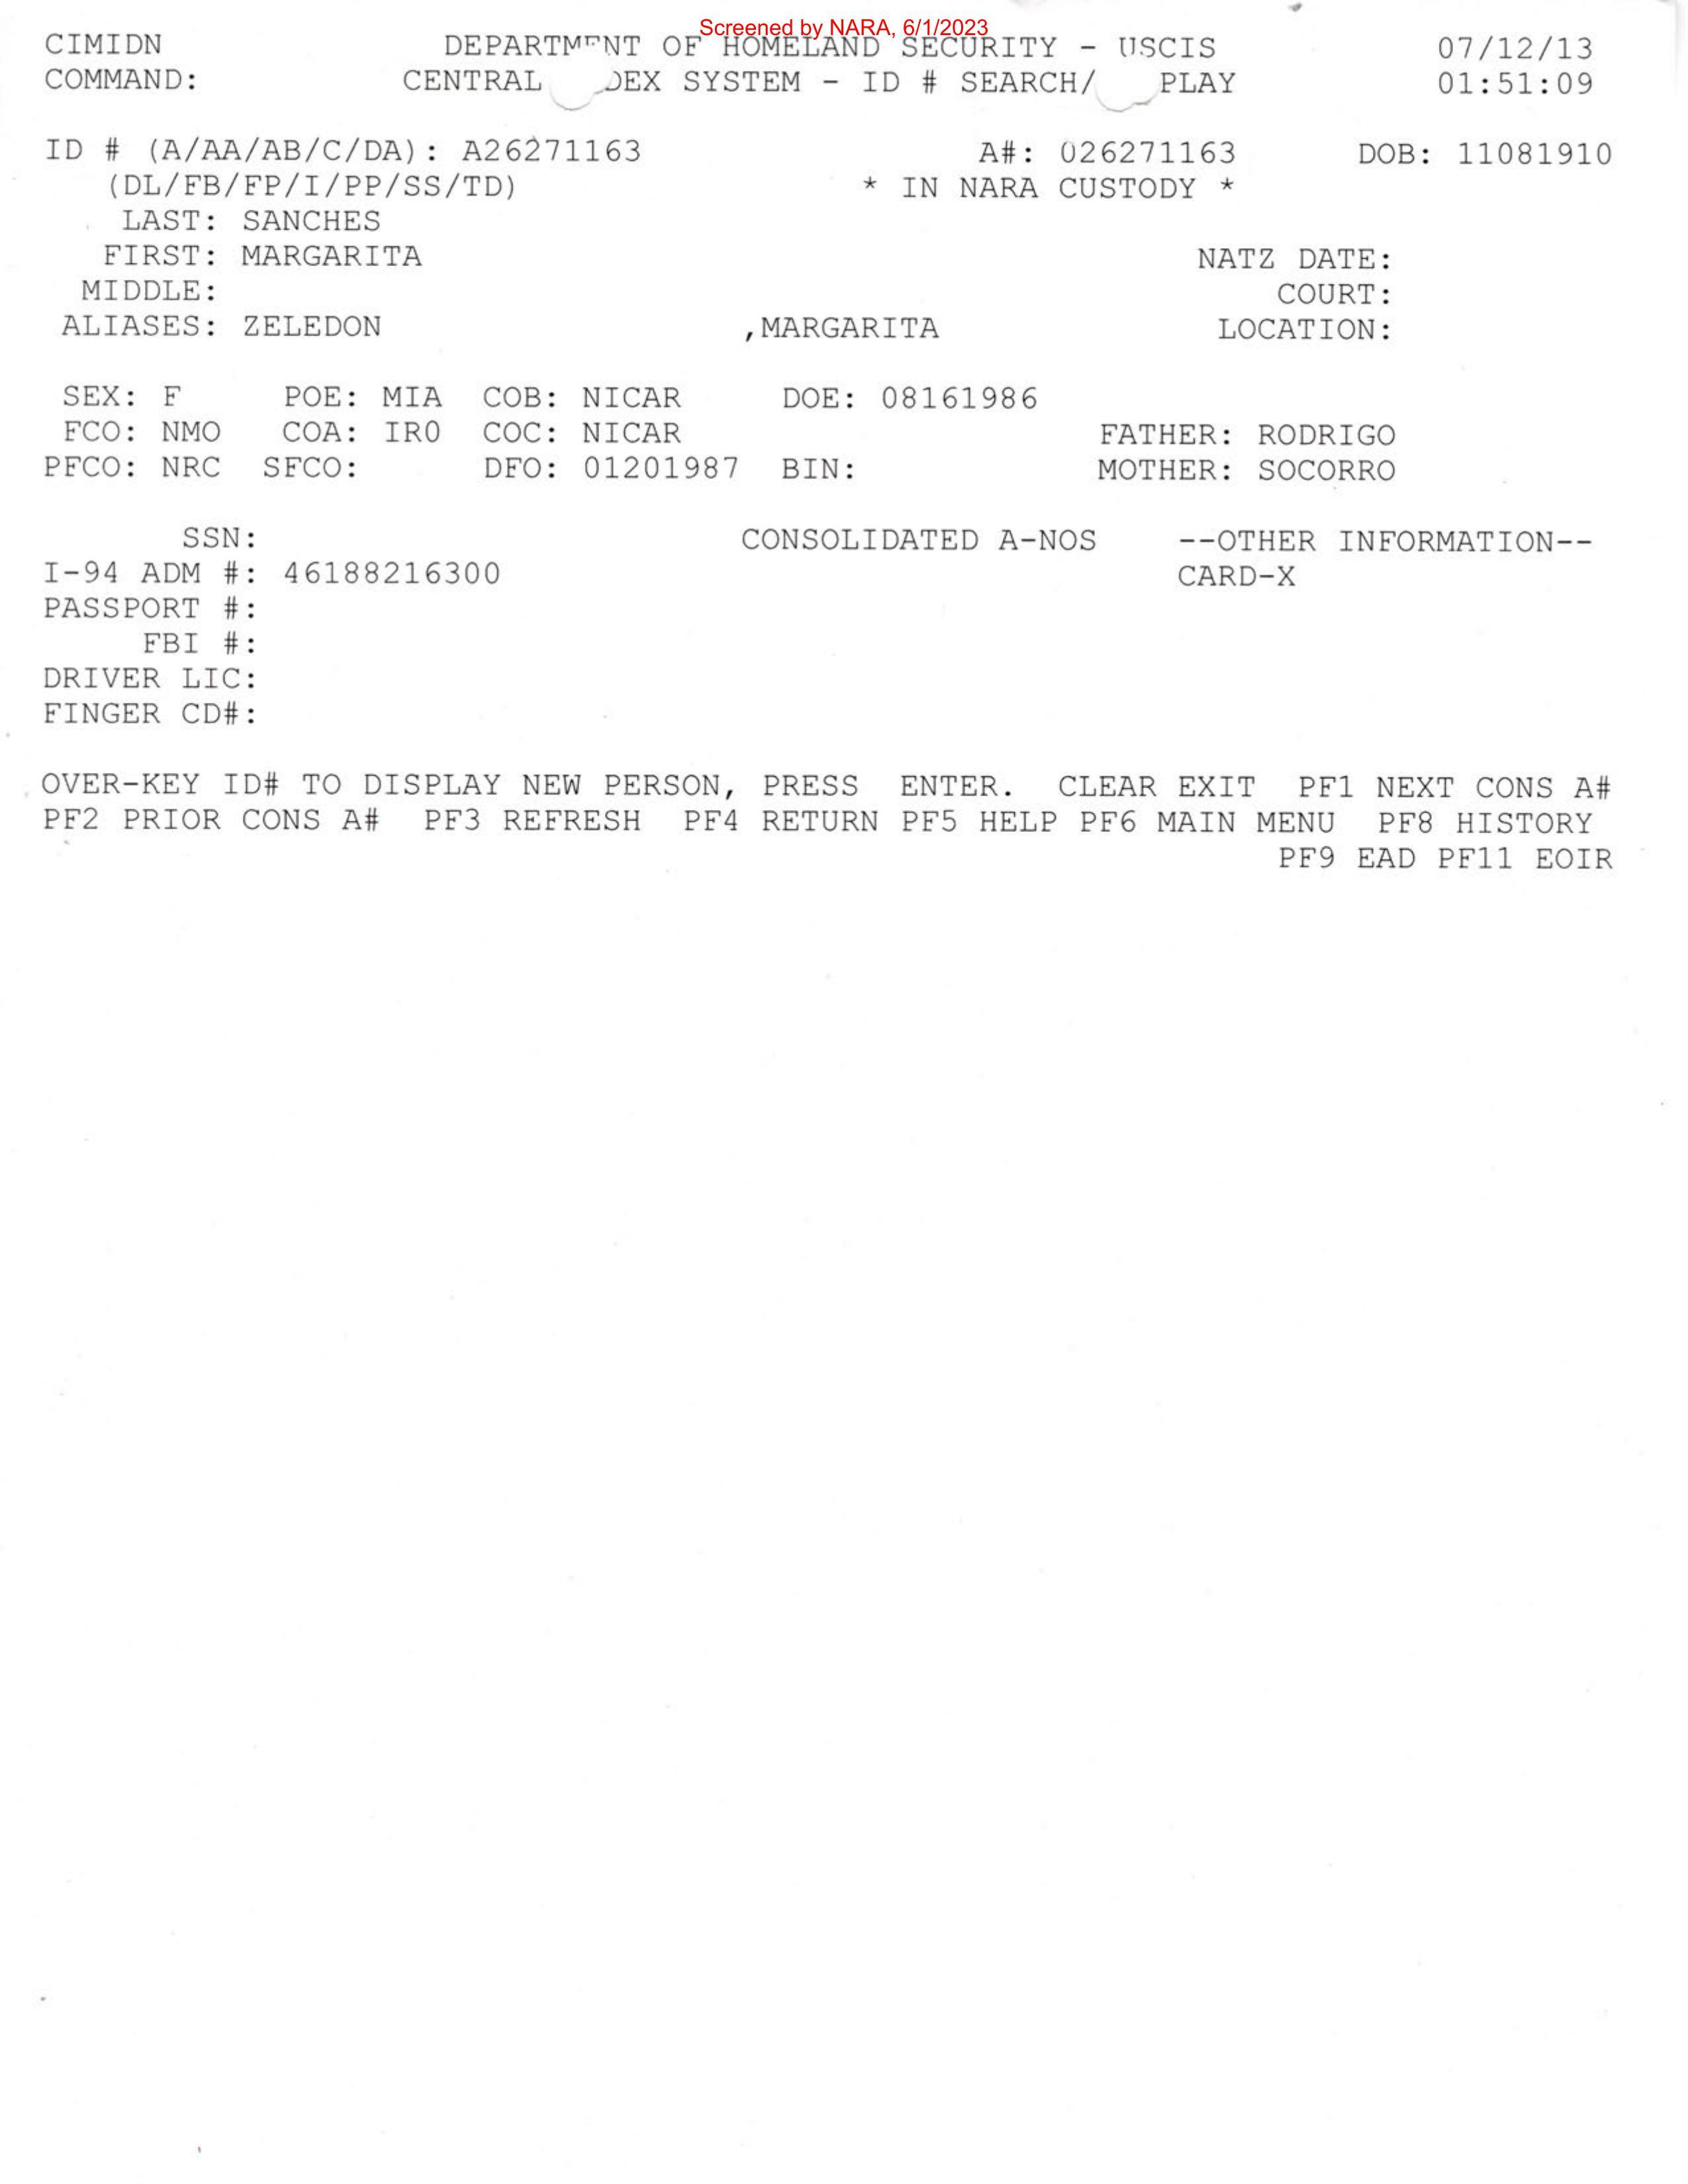 Screened by NARA, 6/1/2023
CIMIDN DEPARTMENT OF HOMELAND SECURITY - USCIS 07/12/13
COMMAND: CENTRAL DEX SYSTEM - ID # SEARCH/ PLAY 01:51:09
ID # (A/AA/AB/C/DA): A26271163 A#: 026271163 DOB: 11081910
(DL/FB/FP/I/PP/SS/TD) * IN NARA CUSTODY *
LAST: SANCHES
FIRST: MARGARITA NATZ DATE:
MIDDLE: COURT:
ALIASES: ZELEDON ,MARGARITA LOCATION:
SEX: F POE: MIA COB: NICAR DOE: 08161986
FCO: NMO COA: IR0 COC: NICAR FATHER: RODRIGO
PFCO: NRC SFCO: DFO: 01201987 BIN: MOTHER: SOCORRO
SSN: CONSOLIDATED A-NOS --OTHER INFORMATION--
I-94 ADM #: 46188216300 CARD-X
PASSPORT #:
FBI #:
DRIVER LIC:
FINGER CD#:
OVER-KEY ID# TO DISPLAY NEW PERSON, PRESS ENTER. CLEAR EXIT PF1 NEXT CONS A#
PF2 PRIOR CONS A# PF3 REFRESH PF4 RETURN PF5 HELP PF6 MAIN MENU PF8 HISTORY
PF9 EAD PF11 EOIR